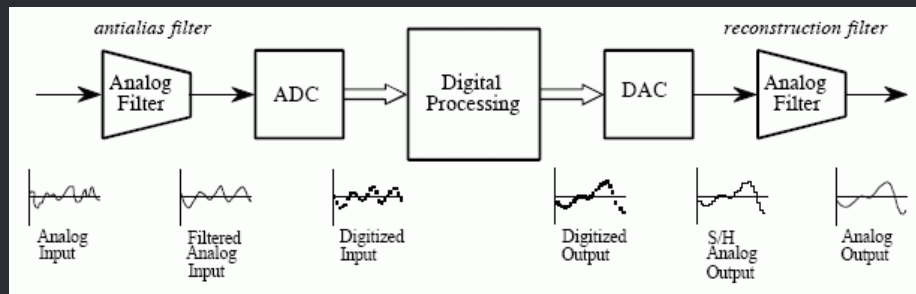 antialias filter
reconstruction filter
Analog
Filter
ADC
Digital
Processing
DAC
Analog
Filter
Analog
Input
Filtered
Analog
Input
Digitized
Input
Digitized
Output
S/H
Analog
Output
Analog
Output